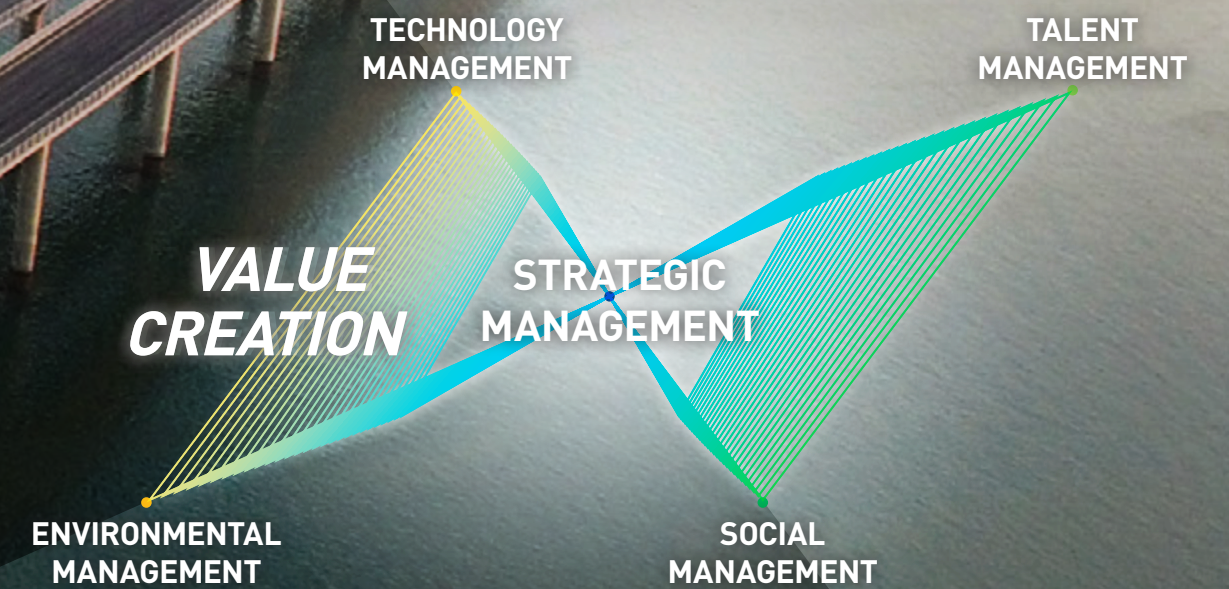 TECHNOLOGY
MANAGEMENT
TALENT
MANAGEMENT
VALUE
CREATION
STRATEGIC
MANAGEMENT
ENVIRONMENTAL
MANAGEMENT
SOCIAL
MANAGEMENT